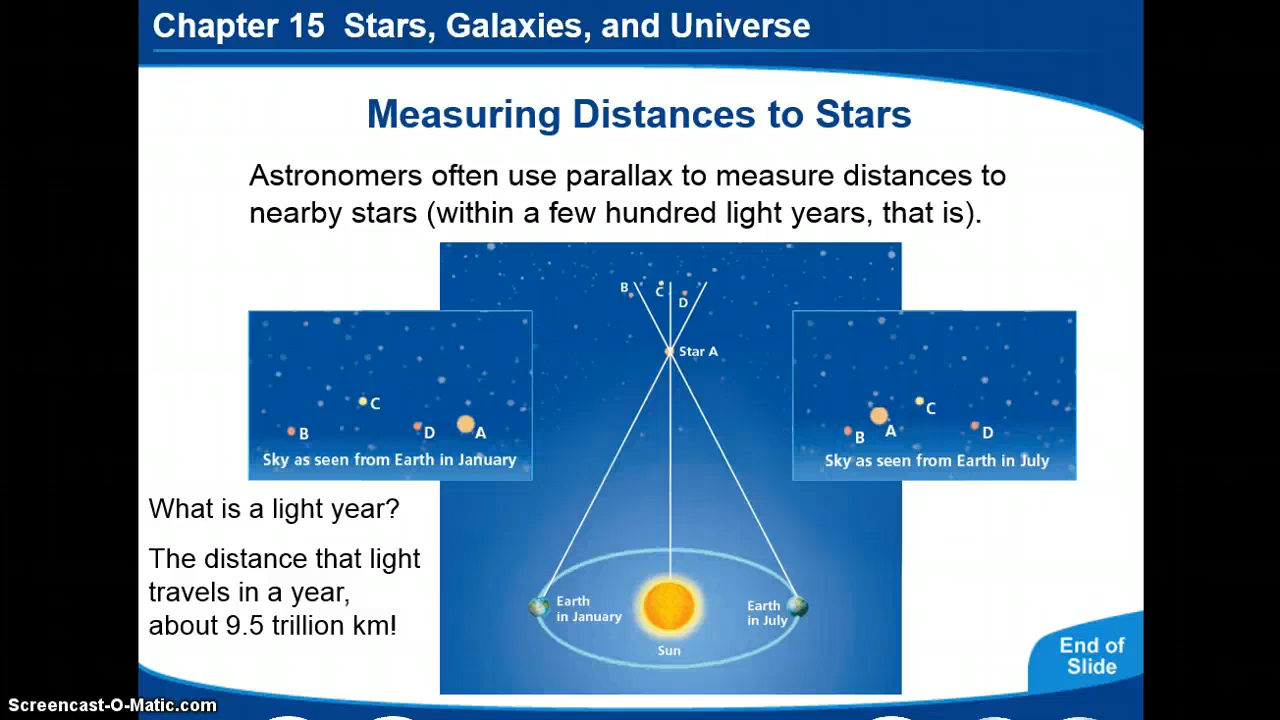 Chapter 15  Stars, Galaxies, and Universe
Measuring Distances to Stars
Astronomers often use parallax to measure distances to
nearby stars (within a few hundred light years, that is).
B
C
D
Star A
C
B
D
A
Sky as seen from Earth in January
C
B
A
D
Sky as seen from Earth in July
What is a light year?
The distance that light
travels in a year,
about 9.5 trillion km!
Earth
in January
Earth
in July
Sun
End of
Slide
Screencast-O-Matic.com